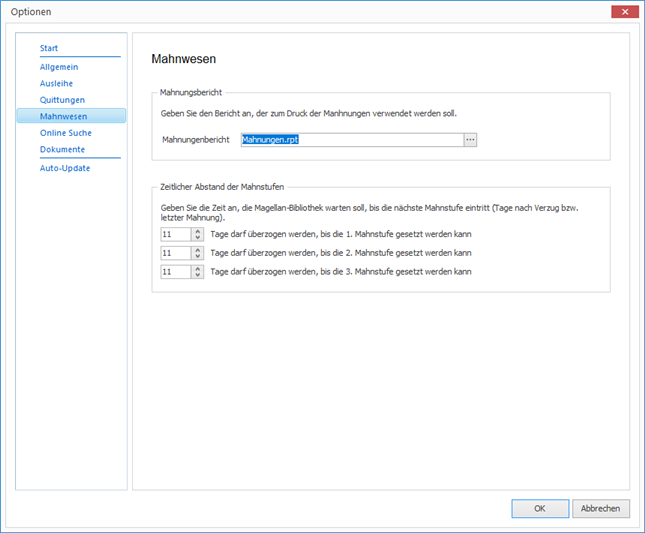 Optionen
Start
Allgemein
Ausleihe
Quittungen
Mahnwesen
Online Suche
Dokumente
Auto-Update
Mahnwesen
Mahnungsbericht
Geben Sie den Bericht an, der zum Druck der Manhnungen verwendet werden soll.
Mahnungenbericht Mahnungen.rpt ...
Zeitlicher Abstand der Mahnstufen
Geben Sie die Zeit an, die Magellan-Bibliothek warten soll, bis die nächste Mahnstufe eintritt (Tage nach Verzug bzw.
letzter Mahnung).
11 Tage darf überzogen werden, bis die 1. Mahnstufe gesetzt werden kann
11 Tage darf überzogen werden, bis die 2. Mahnstufe gesetzt werden kann
11 Tage darf überzogen werden, bis die 3. Mahnstufe gesetzt werden kann
OK Abbrechen